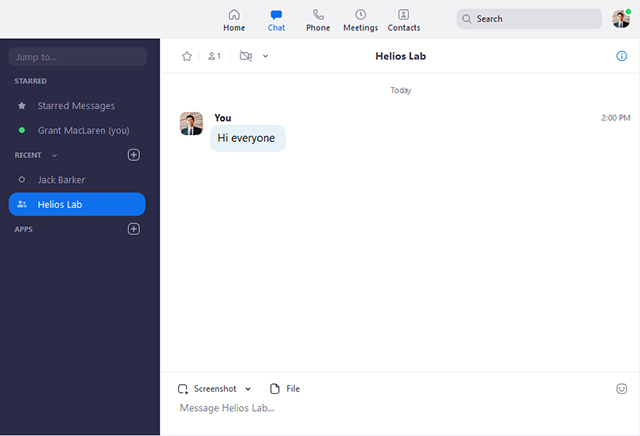 Home Chat Phone Meetings Contacts Search
Jump to...
STARRED
Starred Messages
Grant MacLaren (you)
RECENT
Jack Barker
Helios Lab
APPS
1
Helios Lab
Today
You 2:00 PM
Hi everyone
Screenshot File
Message Helios Lab...